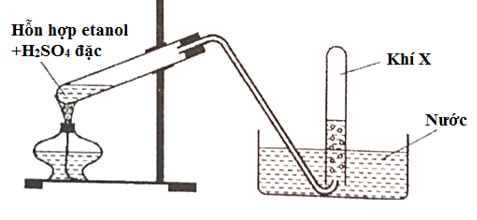 Hỗn hợp etanol
+H2SO4 đặc
Khí X
Nước